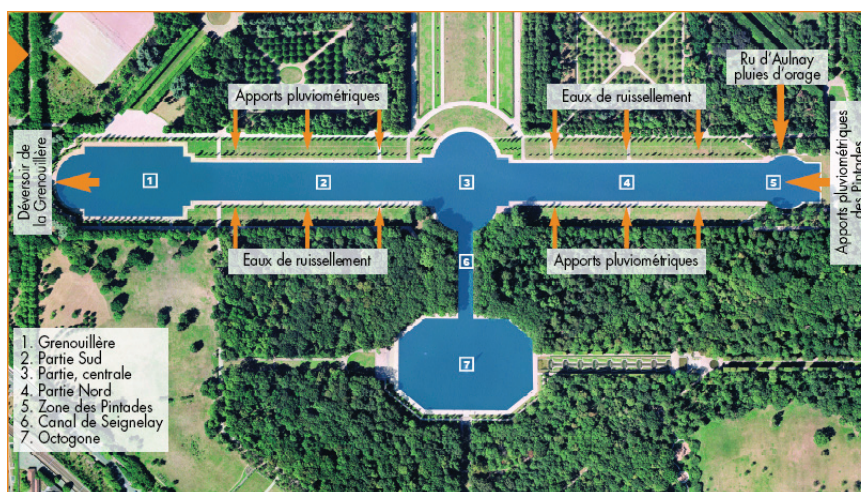 Ru d'Aulnay
pluies d'orage
Apports pluviométriques
Eaux de ruissellement
Déversoir de
la Grenouillère
1
2
3
4
5
Apports pluviométriques
des Pintades
Eaux de ruissellement
6
Apports pluviométriques
7
1. Grenouillère
2. Partie Sud
3. Partie, centrale
4. Partie Nord
5. Zone des Pintades
6. Canal de Seignelay
7. Octogone